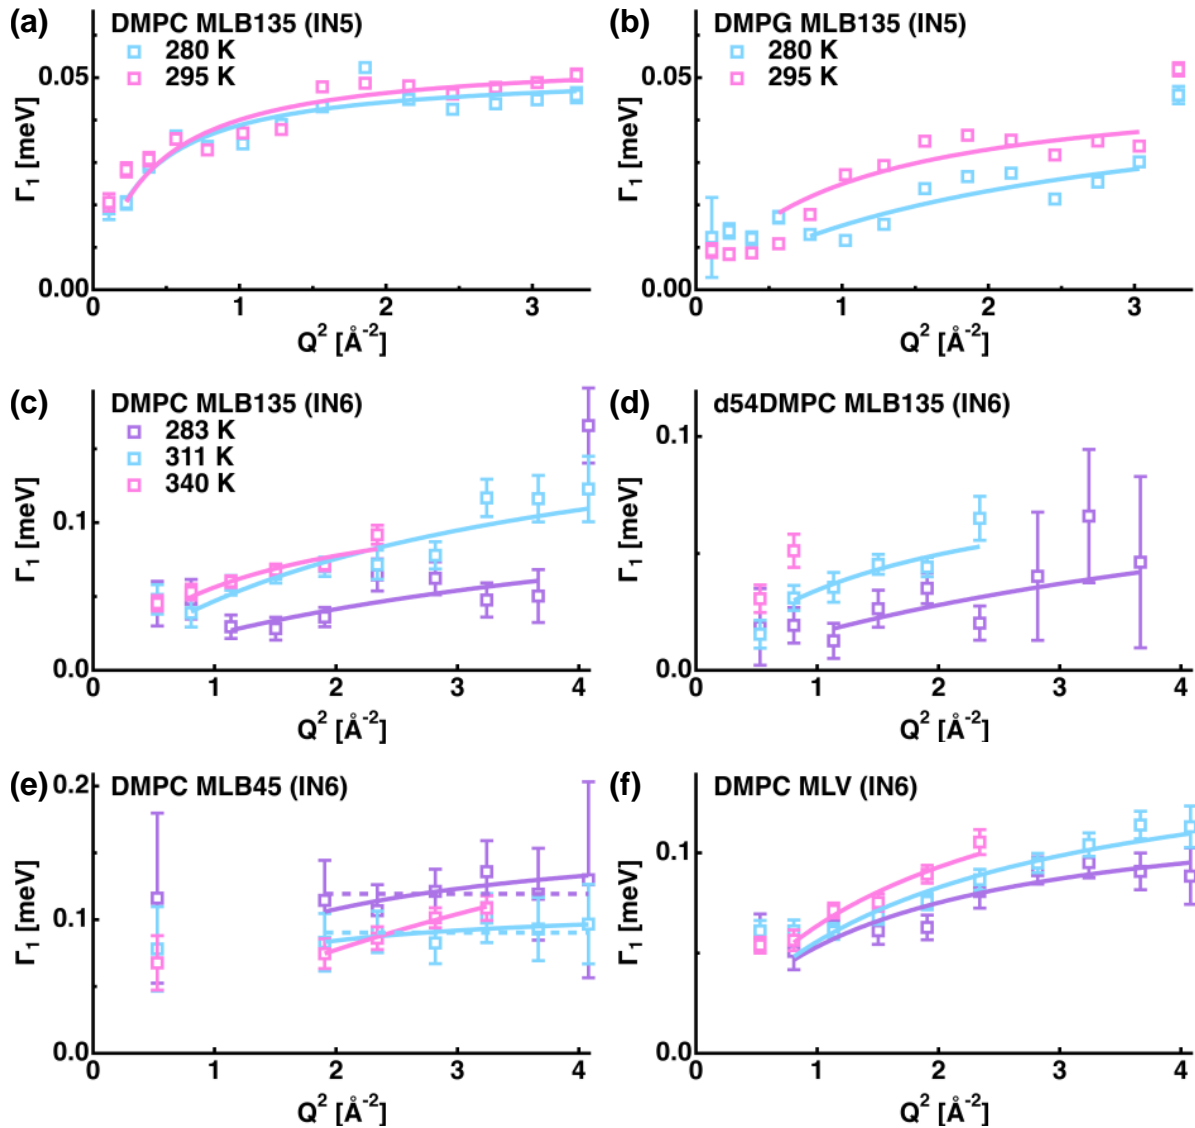 (a) DMPC MLB135 (IN5)
280 K
295 K
0.05
0.00
Γ₁ [meV]
0 1 2 3
Q² [Å⁻²]
(b) DMPG MLB135 (IN5)
280 K
295 K
0.05
0.00
Γ₁ [meV]
0 1 2 3
Q² [Å⁻²]
(c) DMPC MLB135 (IN6)
283 K
311 K
340 K
0.1
0.0
Γ₁ [meV]
0 1 2 3 4
Q² [Å⁻²]
(d) d54DMPC MLB135 (IN6)
0.1
0.0
Γ₁ [meV]
0 1 2 3 4
Q² [Å⁻²]
(e) DMPC MLB45 (IN6)
0.2
0.1
0.0
Γ₁ [meV]
0 1 2 3 4
Q² [Å⁻²]
(f) DMPC MLV (IN6)
0.1
0.0
Γ₁ [meV]
0 1 2 3 4
Q² [Å⁻²]